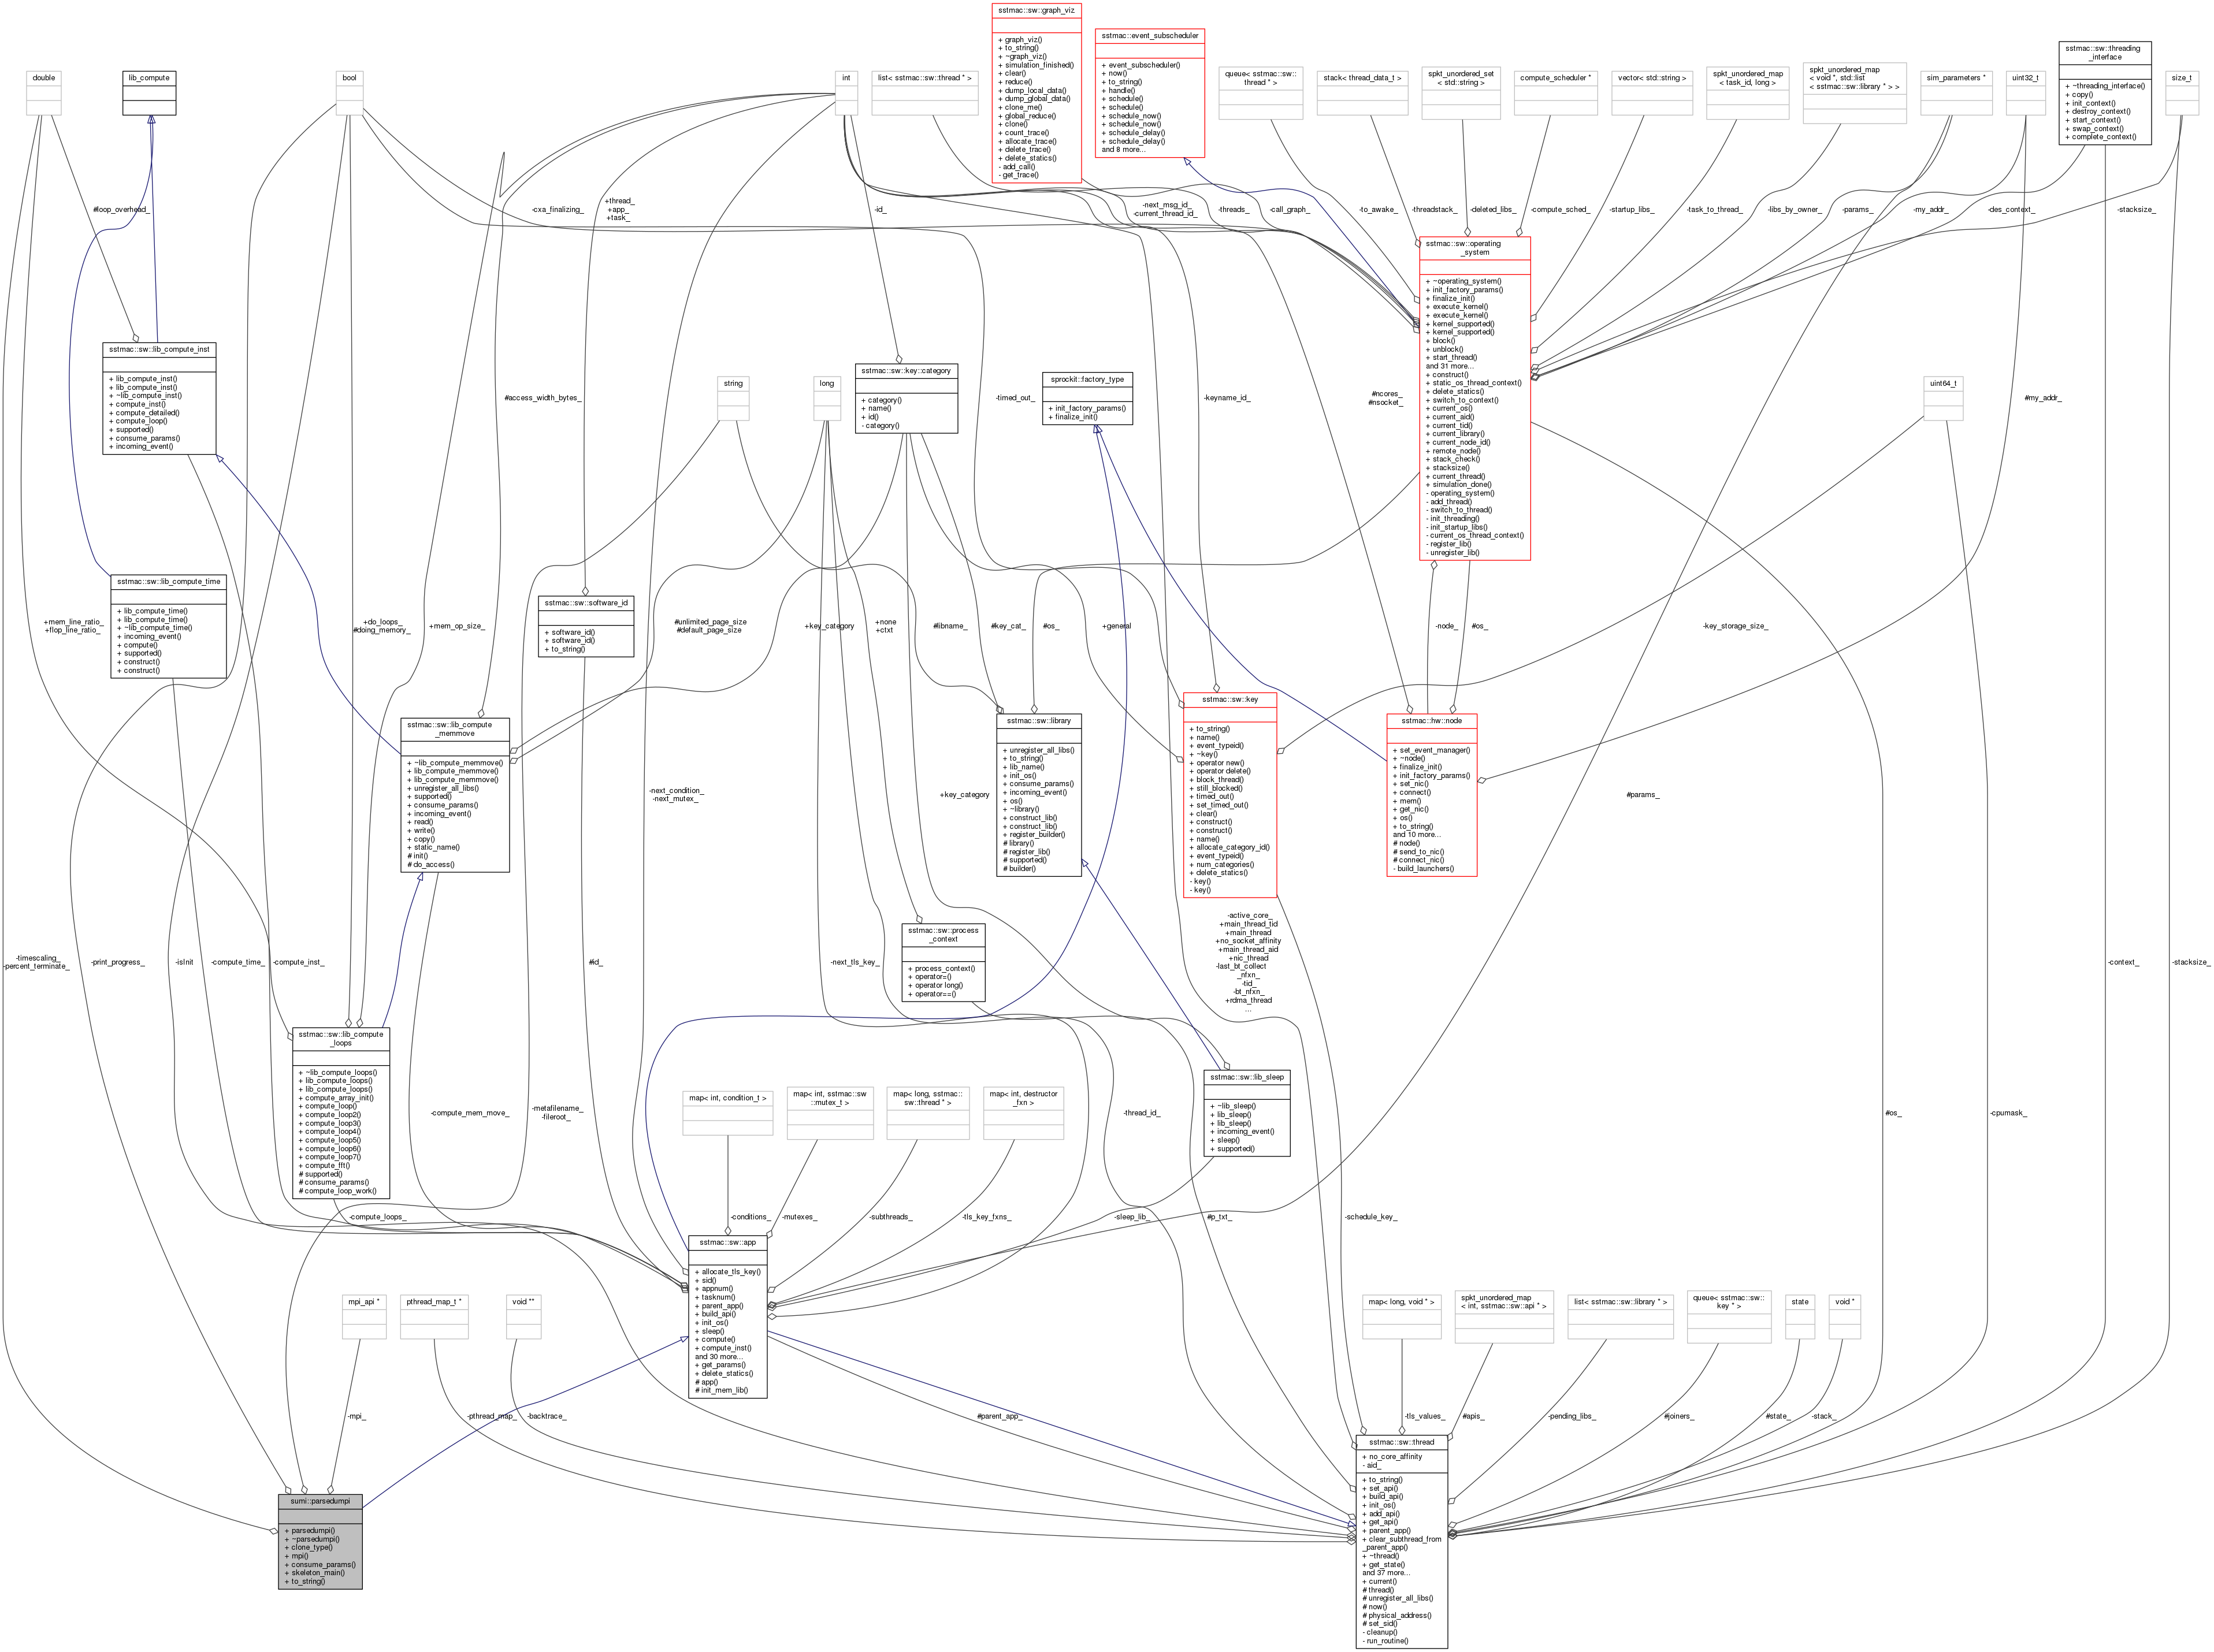 sstmac::sw::graph_viz
+ graph_viz()
+ to_string()
+ ~graph_viz()
+ simulation_finished()
+ clear()
+ reduce()
+ dump_local_data()
+ dump_global_data()
+ clone_me()
+ global_reduce()
+ clone()
+ count_trace()
+ allocate_trace()
+ delete_trace()
+ delete_statics()
- add_call()
- get_trace()
sstmac::event_subscheduler
+ event_subscheduler()
+ now()
+ to_string()
+ handle()
+ schedule()
+ schedule()
+ schedule_now()
+ schedule_now()
+ schedule_delay()
+ schedule_delay()
and 8 more...
sstmac::sw::threading
_interface
+ ~threading_interface()
+ copy()
+ init_context()
+ destroy_context()
+ start_context()
+ swap_context()
+ complete_context()
double
lib_compute
bool
int
list< sstmac::sw::thread * >
queue< sstmac::sw::
thread * >
stack< thread_data_t >
spkt_unordered_set
< std::string >
compute_scheduler *
vector< std::string >
spkt_unordered_map
< task_id, long >
spkt_unordered_map
< void *, std::list
< sstmac::sw::library * > >
sim_parameters *
uint32_t
size_t
#loop_overhead_
-cxa_finalizing_
+thread_
+app_
+task_
-id_
-next_msg_id_
-current_thread_id_
-threads_
-call_graph_
-to_awake_
-threadstack_
-deleted_libs_
-compute_sched_
-startup_libs_
-task_to_thread_
-libs_by_owner_
-params_
-my_addr_
-des_context_
-stacksize_
sstmac::sw::operating
_system
+ ~operating_system()
+ init_factory_params()
+ finalize_init()
+ execute_kernel()
+ execute_kernel()
+ kernel_supported()
+ kernel_supported()
+ block()
+ unblock()
+ start_thread()
and 31 more...
+ construct()
+ static_os_thread_context()
+ delete_statics()
+ switch_to_context()
+ current_os()
+ current_aid()
+ current_tid()
+ current_library()
+ current_node_id()
+ remote_node()
+ stack_check()
+ stacksize()
+ current_thread()
+ simulation_done()
- operating_system()
- add_thread()
- switch_to_thread()
- init_threading()
- init_startup_libs()
- current_os_thread_context()
- register_lib()
- unregister_lib()
sstmac::sw::lib_compute_inst
+ lib_compute_inst()
+ lib_compute_inst()
+ ~lib_compute_inst()
+ compute_inst()
+ compute_detailed()
+ compute_loop()
+ supported()
+ consume_params()
+ incoming_event()
string
long
sstmac::sw::key::category
+ category()
+ name()
+ id()
- category()
sprockit::factory_type
+ init_factory_params()
+ finalize_init()
uint64_t
#access_width_bytes_
-timed_out_
-keyname_id_
#ncores_
#nsocket_
#my_addr_
sstmac::sw::lib_compute_time
+ lib_compute_time()
+ lib_compute_time()
+ ~lib_compute_time()
+ incoming_event()
+ compute()
+ supported()
+ construct()
+ construct()
sstmac::sw::software_id
+ software_id()
+ software_id()
+ to_string()
+mem_line_ratio_
+flop_line_ratio_
+do_loops_
#doing_memory_
+mem_op_size_
#unlimited_page_size
#default_page_size
+key_category
+none
+ctxt
#libname_
#key_cat_
#os_
+general
-node_
#os_
-key_storage_size_
sstmac::sw::lib_compute
_memmove
+ ~lib_compute_memmove()
+ lib_compute_memmove()
+ lib_compute_memmove()
+ unregister_all_libs()
+ supported()
+ consume_params()
+ incoming_event()
+ read()
+ write()
+ copy()
+ static_name()
# init()
# do_access()
sstmac::sw::library
+ unregister_all_libs()
+ to_string()
+ lib_name()
+ init_os()
+ consume_params()
+ incoming_event()
+ os()
+ ~library()
+ construct_lib()
+ construct_lib()
+ register_builder()
# library()
# register_lib()
# supported()
# builder()
sstmac::sw::key
+ to_string()
+ name()
+ event_typeid()
+ ~key()
+ operator new()
+ operator delete()
+ block_thread()
+ still_blocked()
+ timed_out()
+ set_timed_out()
+ clear()
+ construct()
+ construct()
+ name()
+ allocate_category_id()
+ event_typeid()
+ num_categories()
+ delete_statics()
- key()
- key()
sstmac::hw::node
+ set_event_manager()
+ ~node()
+ finalize_init()
+ init_factory_params()
+ set_nic()
+ connect()
+ mem()
+ get_nic()
+ os()
+ to_string()
and 10 more...
# node()
# send_to_nic()
# connect_nic()
- build_launchers()
-next_condition_
-next_mutex_
+key_category
#params_
sstmac::sw::process
_context
+ process_context()
+ operator=()
+ operator long()
+ operator==()
-timescaling_
-percent_terminate_
-print_progress_
-isInit
-compute_time_
-compute_inst_
#id_
-next_tls_key_
-active_core_
+main_thread_tid
+main_thread
+no_socket_affinity
+main_thread_aid
+nic_thread
-last_bt_collect
_nfxn_
-tid_
-bt_nfxn_
+rdma_thread
...
-context_
-stacksize_
sstmac::sw::lib_compute
_loops
+ ~lib_compute_loops()
+ lib_compute_loops()
+ lib_compute_loops()
+ compute_array_init()
+ compute_loop()
+ compute_loop2()
+ compute_loop3()
+ compute_loop4()
+ compute_loop5()
+ compute_loop6()
+ compute_loop7()
+ compute_fft()
# supported()
# consume_params()
# compute_loop_work()
sstmac::sw::lib_sleep
+ ~lib_sleep()
+ lib_sleep()
+ lib_sleep()
+ incoming_event()
+ sleep()
+ supported()
-compute_mem_move_
-metafilename_
-fileroot_
map< int, condition_t >
map< int, sstmac::sw
::mutex_t >
map< long, sstmac::
sw::thread * >
map< int, destructor
_fxn >
-thread_id_
-cpumask_
#os_
-compute_loops_
-conditions_
-mutexes_
-subthreads_
-tls_key_fxns_
-sleep_lib_
#p_txt_
-schedule_key_
sstmac::sw::app
+ allocate_tls_key()
+ sid()
+ appnum()
+ tasknum()
+ parent_app()
+ build_api()
+ init_os()
+ sleep()
+ compute()
+ compute_inst()
and 30 more...
+ get_params()
+ delete_statics()
# app()
# init_mem_lib()
mpi_api *
pthread_map_t *
void **
map< long, void * >
spkt_unordered_map
< int, sstmac::sw::api * >
list< sstmac::sw::library * >
queue< sstmac::sw::
key * >
state
void *
-mpi_
-pthread_map_
-backtrace_
#parent_app_
-tls_values_
#apis_
-pending_libs_
#joiners_
#state_
-stack_
sumi::parsedumpi
+ parsedumpi()
+ ~parsedumpi()
+ clone_type()
+ mpi()
+ consume_params()
+ skeleton_main()
+ to_string()
sstmac::sw::thread
+ no_core_affinity
- aid_
+ to_string()
+ set_api()
+ build_api()
+ init_os()
+ add_api()
+ get_api()
+ parent_app()
+ clear_subthread_from
_parent_app()
+ ~thread()
+ get_state()
and 37 more...
+ current()
# thread()
# unregister_all_libs()
# now()
# physical_address()
# set_sid()
- cleanup()
- run_routine()